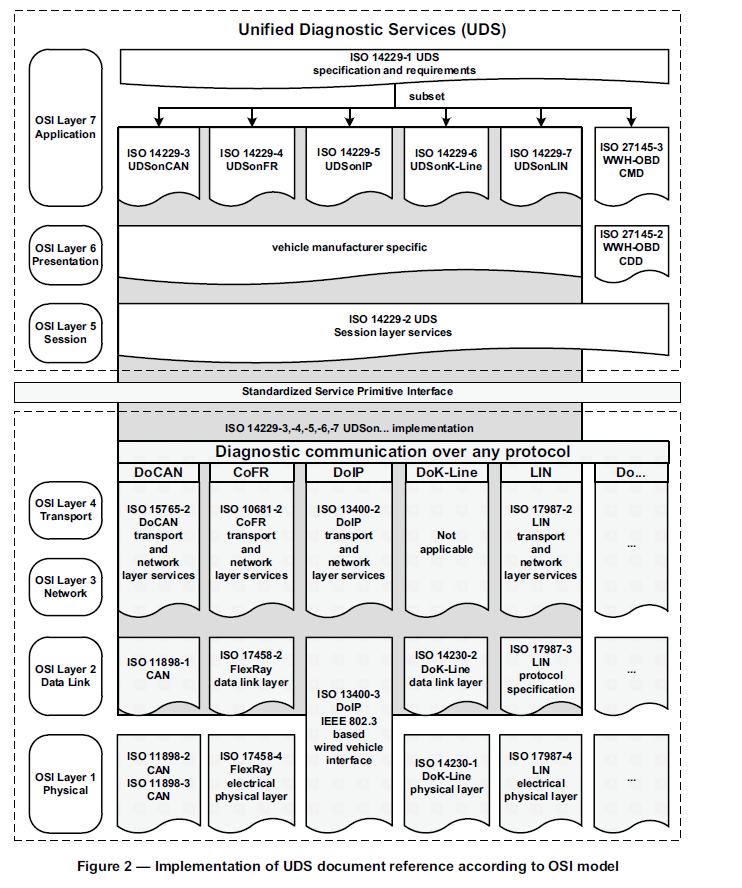 Unified Diagnostic Services (UDS)
ISO 14229-1 UDS
specification and requirements
subset
OSI Layer 7
Application
ISO 14229-3
UDSonCAN
ISO 14229-4
UDSonFR
ISO 14229-5
UDSonIP
ISO 14229-6
UDSonK-Line
ISO 14229-7
UDSonLIN
ISO 27145-3
WWH-OBD
CMD
OSI Layer 6
Presentation
vehicle manufacturer specific
ISO 27145-2
WWH-OBD
CDD
OSI Layer 5
Session
ISO 14229-2 UDS
Session layer services
Standardized Service Primitive Interface
ISO 14229-3,-4,-5,-6,-7 UDSon... implementation
Diagnostic communication over any protocol
DoCAN
CoFR
DoIP
DoK-Line
LIN
Do...
OSI Layer 4
Transport
OSI Layer 3
Network
ISO 15765-2
DoCAN
transport
and
network
layer services
ISO 10681-2
CoFR
transport
and
network
layer services
ISO 13400-2
DoIP
transport
and
network
layer services
Not
applicable
ISO 17987-2
LIN
transport
and
network
layer services
...
OSI Layer 2
Data Link
ISO 11898-1
CAN
ISO 17458-2
FlexRay
data link layer
ISO 13400-3
DoIP
IEEE 802.3
based
wired vehicle
interface
ISO 14230-2
DoK-Line
data link layer
ISO 17987-3
LIN
protocol
specification
...
OSI Layer 1
Physical
ISO 11898-2
CAN
ISO 11898-3
CAN
ISO 17458-4
FlexRay
electrical
physical layer
ISO 14230-1
DoK-Line
physical layer
ISO 17987-4
LIN
electrical
physical layer
...
Figure 2 — Implementation of UDS document reference according to OSI model